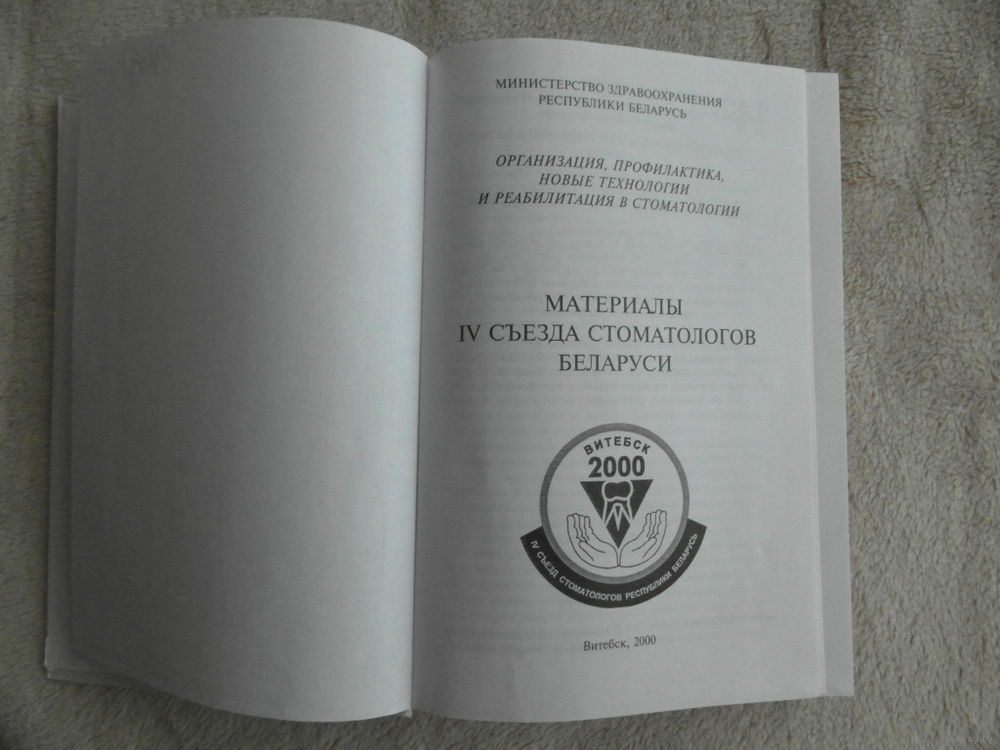 МИНИСТЕРСТВО ЗДРАВООХРАНЕНИЯ
РЕСПУБЛИКИ БЕЛАРУСЬ
ОРГАНИЗАЦИЯ, ПРОФИЛАКТИКА,
НОВЫЕ ТЕХНОЛОГИИ
И РЕАБИЛИТАЦИЯ В СТОМАТОЛОГИИ
МАТЕРИАЛЫ
IV СЪЕЗДА СТОМАТОЛОГОВ
БЕЛАРУСИ
ВИТЕБСК
2000
IV СЪЕЗД СТОМАТОЛОГОВ РЕСПУБЛИКИ БЕЛАРУСЬ
Витебск, 2000